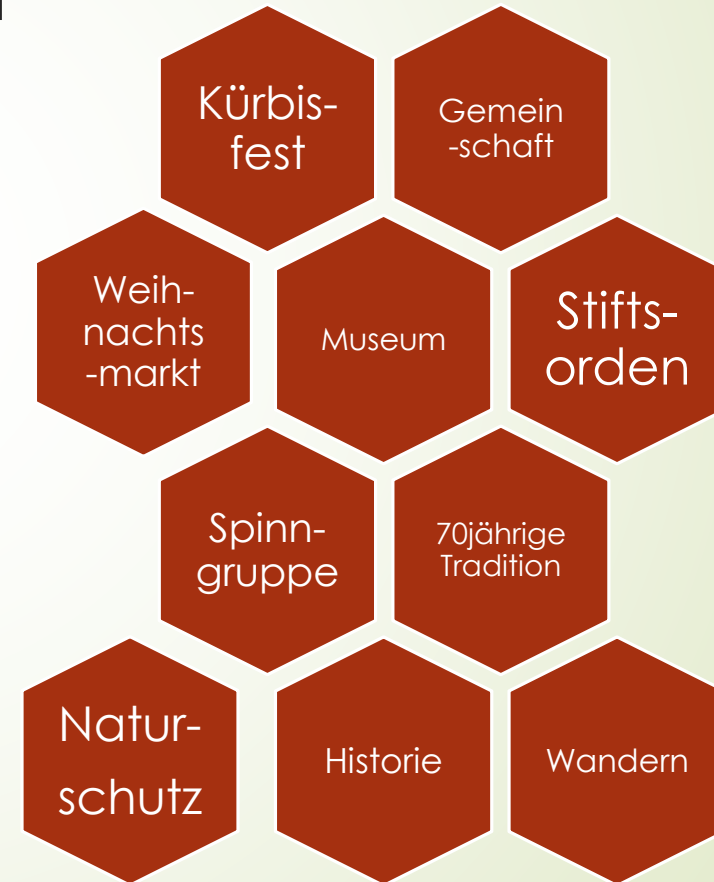 Kürbis-
fest
Gemein
-schaft
Weih-
nachts
-markt
Museum
Stifts-
orden
Spinn-
gruppe
70jährige
Tradition
Natur-
schutz
Historie
Wandern